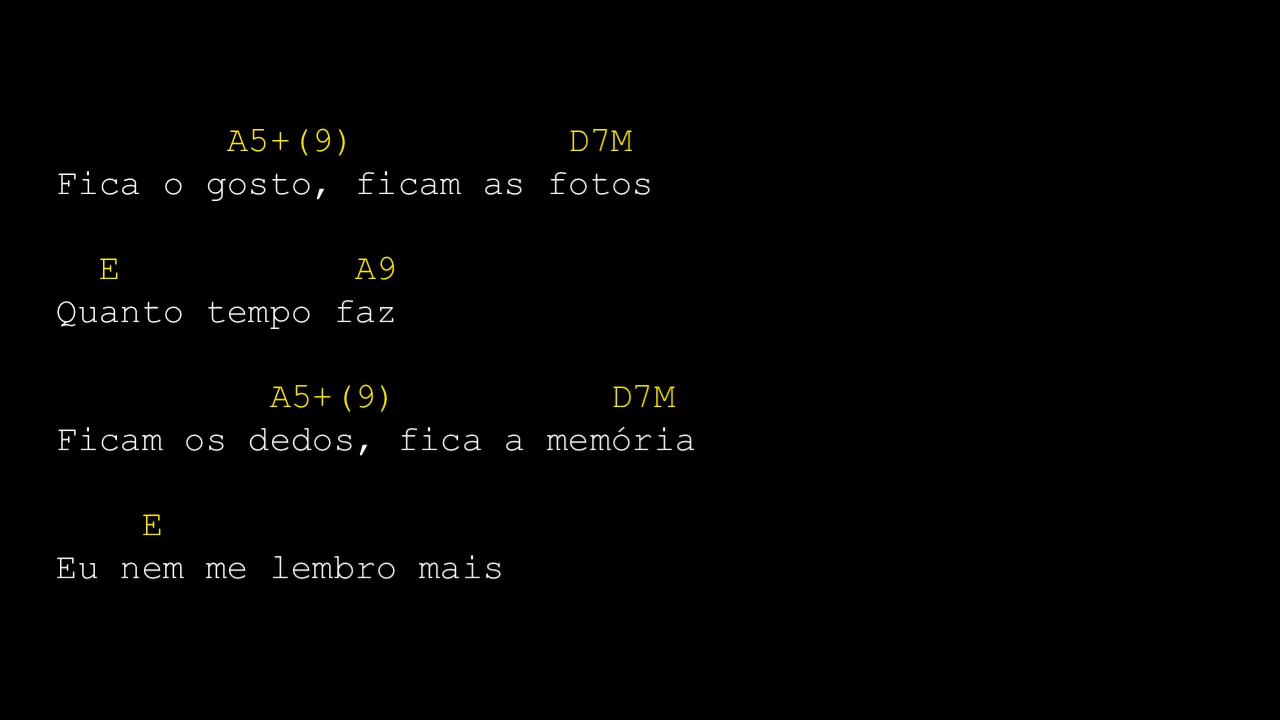 A5+(9) D7M
Fica o gosto, ficam as fotos
E A9
Quanto tempo faz
A5+(9) D7M
Ficam os dedos, fica a memória
E
Eu nem me lembro mais